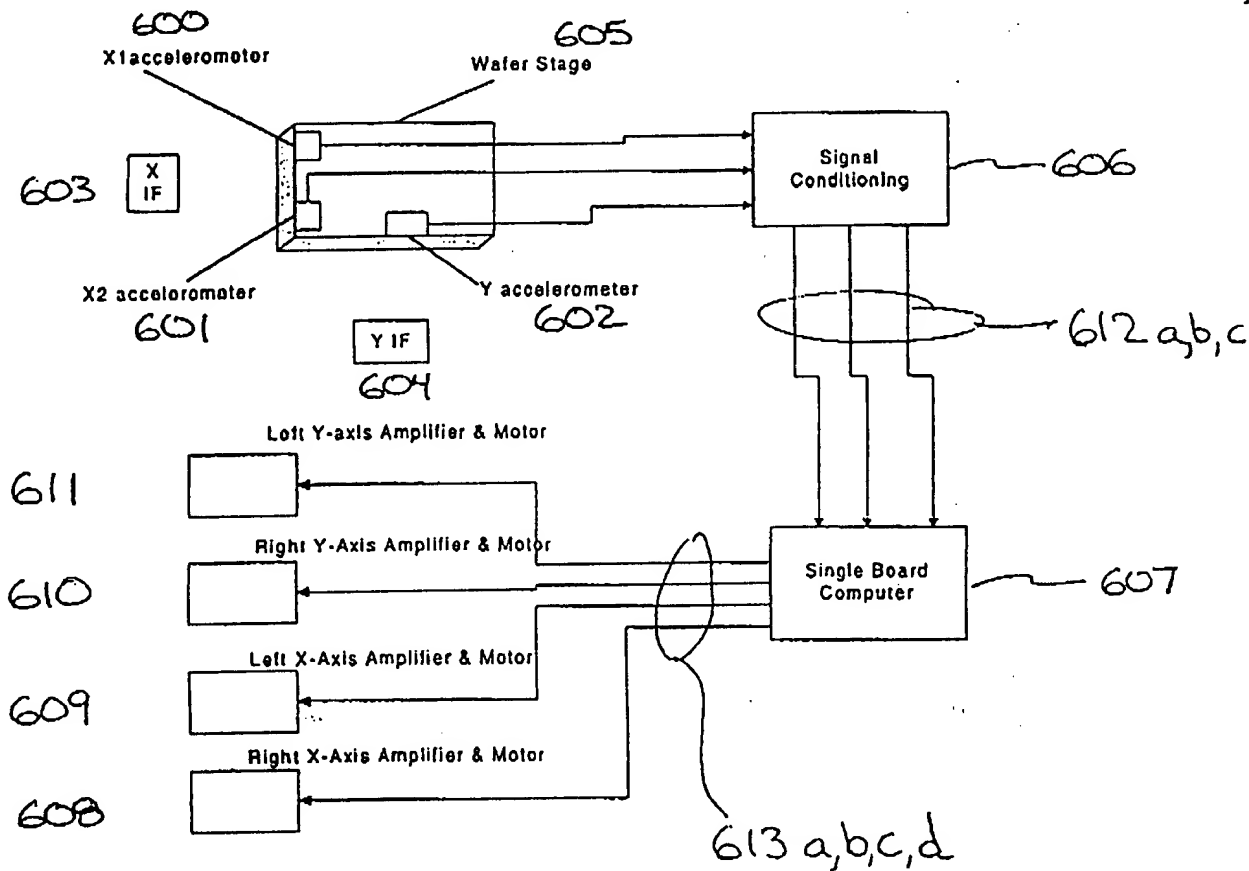 600
X1accelerometor
605
Wafer Stage
603
X
IF
Signal
Conditioning
606
X2 accelerometer
601
Y accelerometer
602
Y IF
604
612 a,b,c
Left Y-axis Amplifier & Motor
611
Right Y-Axis Amplifier & Motor
610
Single Board
Computer
607
Left X-Axis Amplifier & Motor
609
Right X-Axis Amplifier & Motor
608
613 a,b,c,d